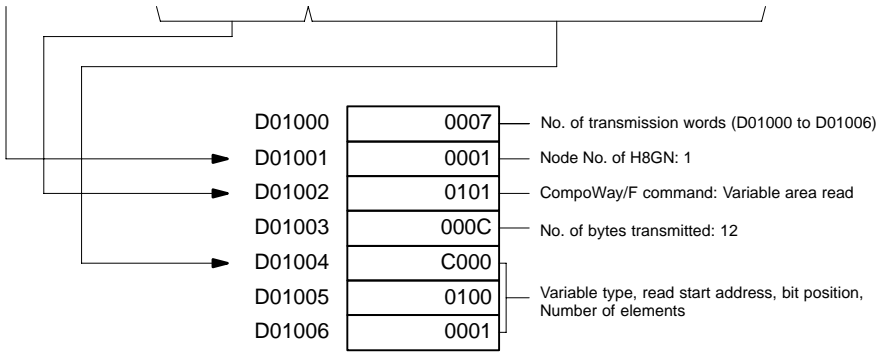 D01000 0007 No. of transmission words (D01000 to D01006)
D01001 0001 Node No. of H8GN: 1
D01002 0101 CompoWay/F command: Variable area read
D01003 000C No. of bytes transmitted: 12
D01004 C000
D01005 0100 Variable type, read start address, bit position,
Number of elements
D01006 0001